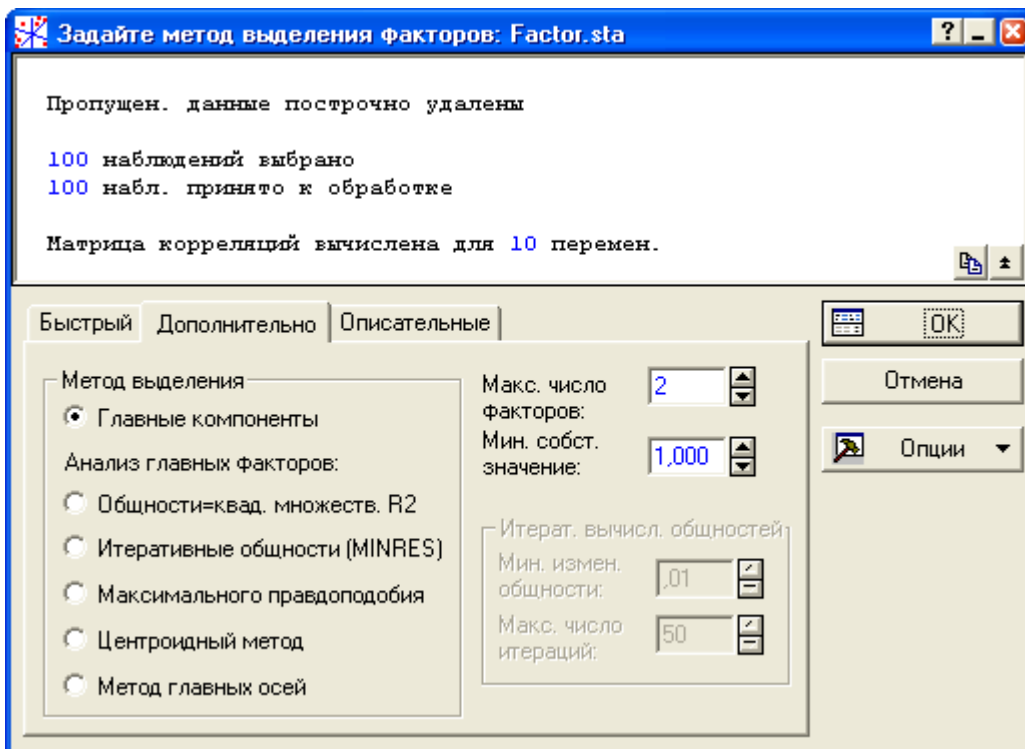 Задайте метод выделения факторов: Factor.sta
Пропущен. данные построчно удалены
100 наблюдений выбрано
100 набл. принято к обработке
Матрица корреляций вычислена для 10 перемен.
Быстрый
Дополнительно
Описательные
Метод выделения
Главные компоненты
Анализ главных факторов:
Общности=квад. множеств. R2
Итеративные общности (MINRES)
Максимального правдоподобия
Центроидный метод
Метод главных осей
Макс. число
факторов:
2
Мин. собст.
значение:
1,000
Итерат. вычисл. общностей
Мин. измен.
общности:
,01
Макс. число
итераций:
50
OK
Отмена
Опции